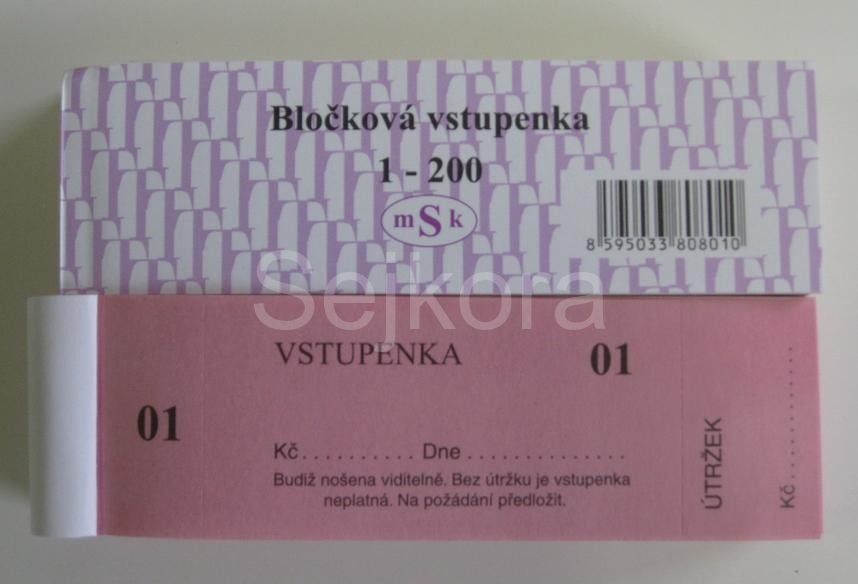 Bločková vstupenka
1 - 200
mSk
8 595033 808010
Sejkora
VSTUPENKA
01
01
Kč.......... Dne ...............
Budiž nošena viditelně. Bez útržku je vstupenka
neplatná. Na požádání předložit.
ÚTRŽEK
Kč............